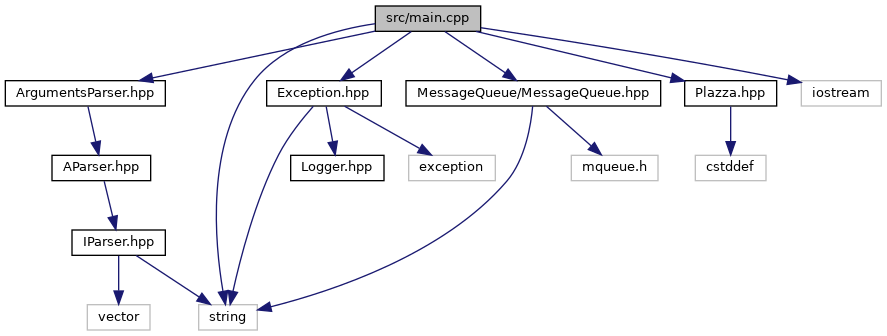 src/main.cpp
ArgumentsParser.hpp
Exception.hpp
MessageQueue/MessageQueue.hpp
Plazza.hpp
iostream
AParser.hpp
Logger.hpp
exception
mqueue.h
cstddef
IParser.hpp
vector
string